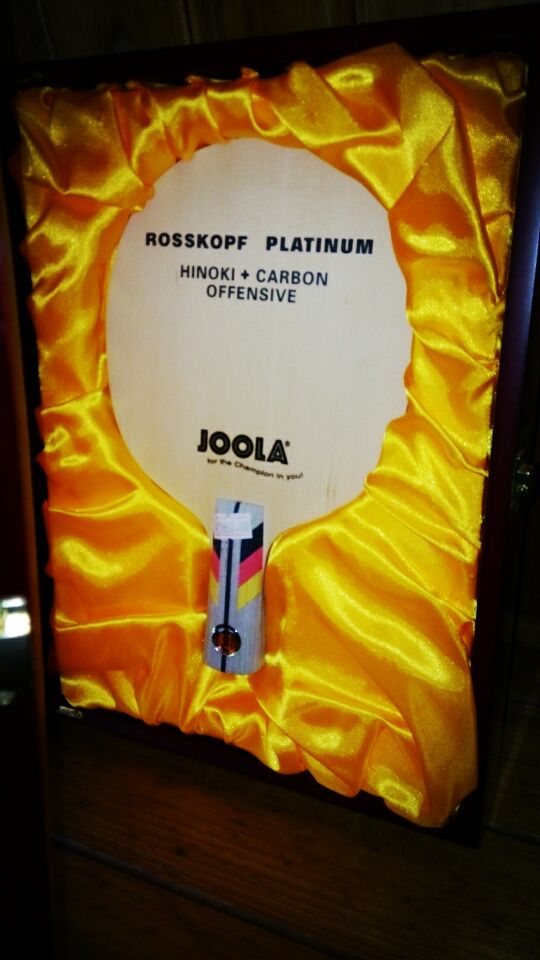 ROSSKOPF PLATINUM
HINOKI + CARBON
OFFENSIVE
JOOLA®
for the Champion in you!